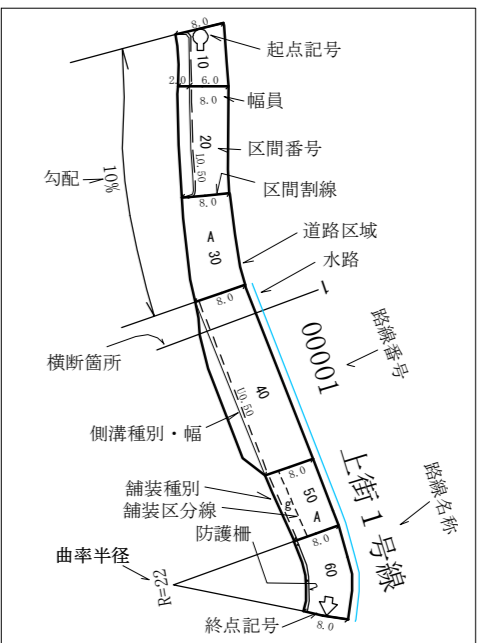 8.0
起点記号
10
2.0
6.0
8.0
幅員
20
区間番号
L0.50
勾配
10%
区間割線
8.0
A
道路区域
30
水路
8.0
1
横断箇所
00001
路線番号
40
U0.50
側溝種別・幅
上街1号線
路線名称
8.0
舗装種別
50
g
A
舗装区分線
防護柵
8.0
曲率半径
60
R=22
終点記号
8.0